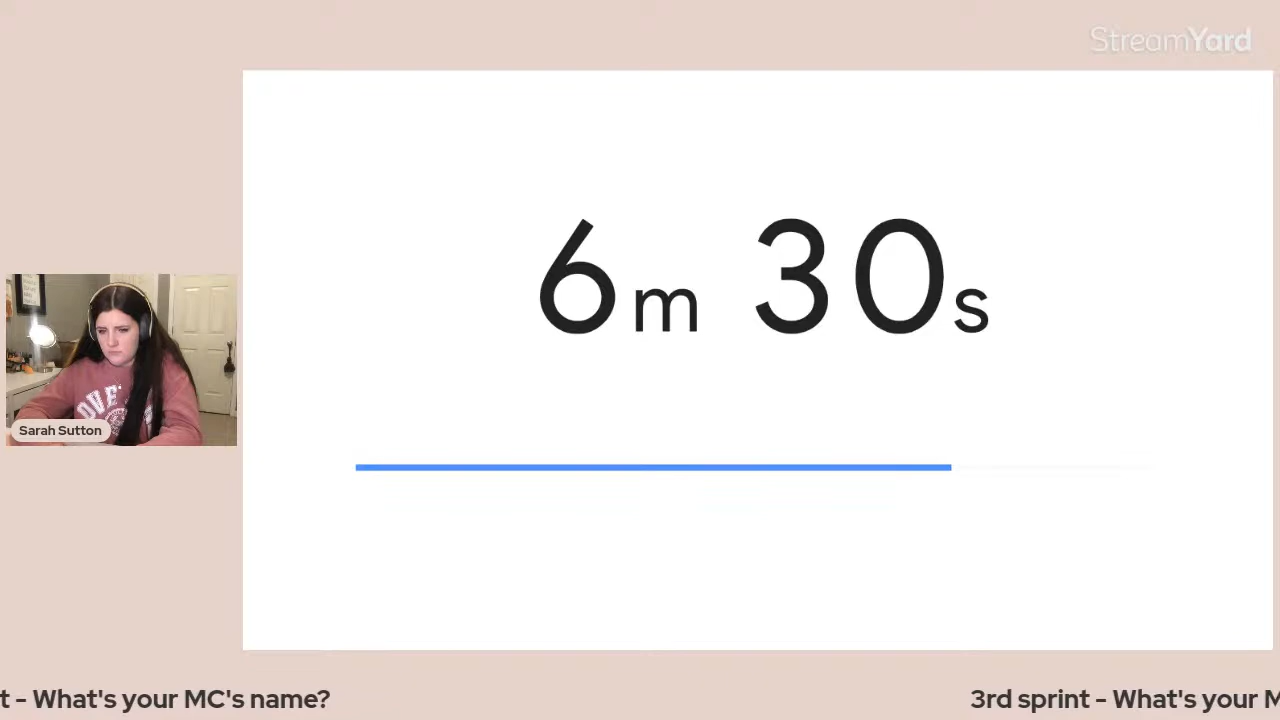 StreamYard
6m 30s
Sarah Sutton
t - What's your MC's name?
3rd sprint - What's your M